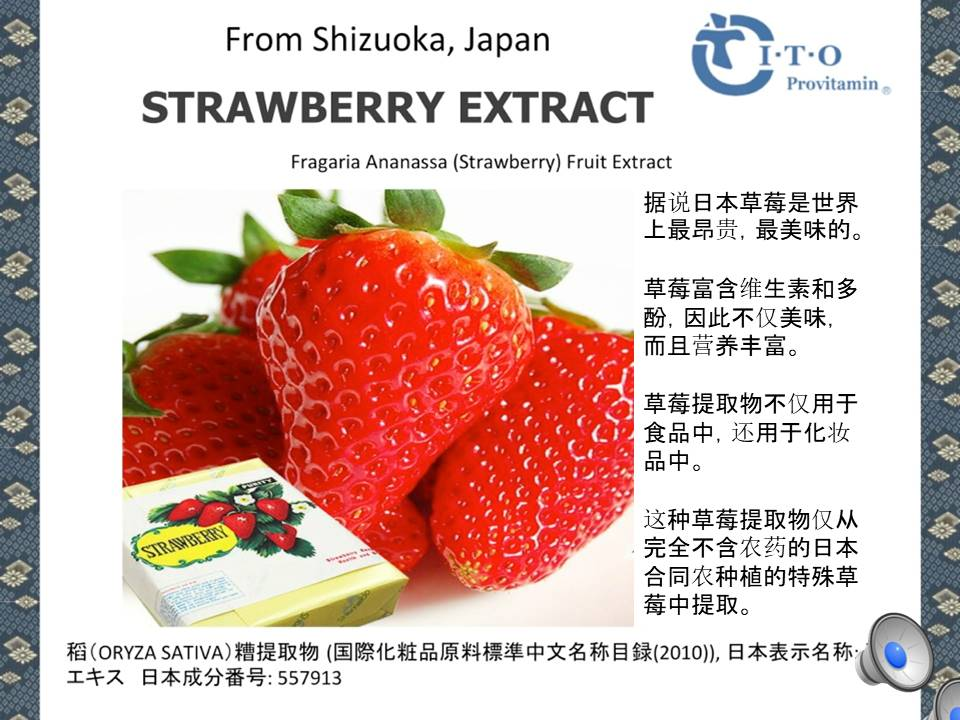 From Shizuoka, Japan
I·T·O
Provitamin ®
STRAWBERRY EXTRACT
Fragaria Ananassa (Strawberry) Fruit Extract
据说日本草莓是世界
上最昂贵，最美味的。
草莓富含维生素和多
酚，因此不仅美味，
而且营养丰富。
草莓提取物不仅用于
食品中，还用于化妆
品中。
这种草莓提取物仅从
完全不含农药的日本
合同农种植的特殊草
莓中提取。
PURITY
STRAWBERRY
Strawberry
稻（ORYZA SATIVA）糟提取物 (国際化粧品原料標準中文名称目録(2010)), 日本表示名称:
エキス 日本成分番号: 557913